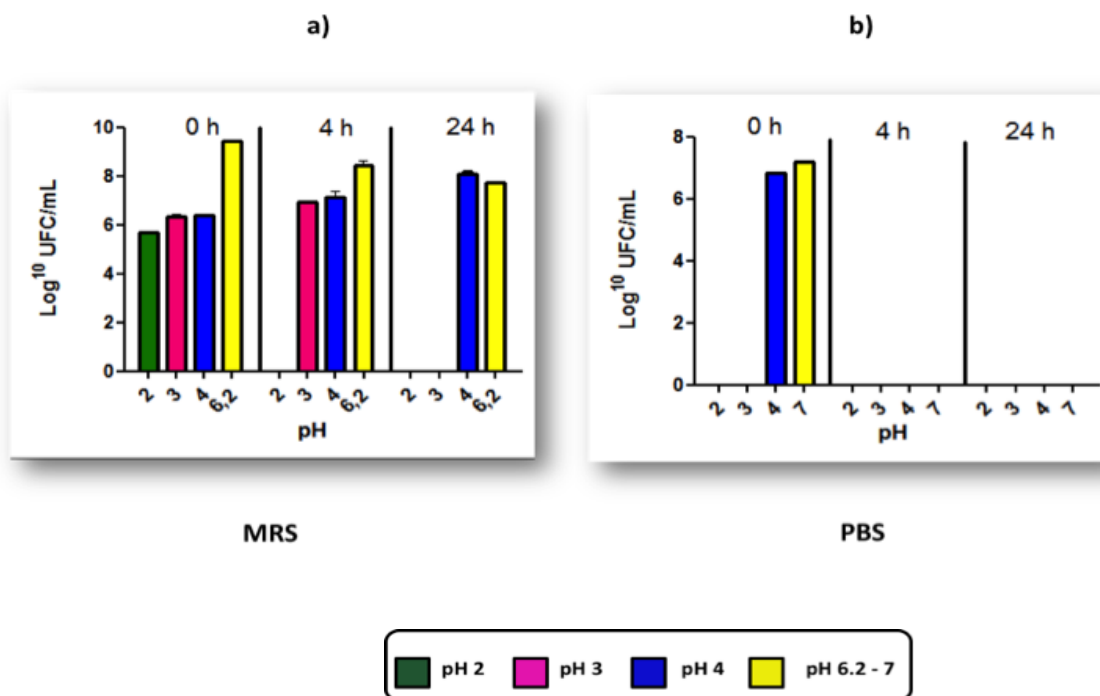 a)
b)
0 h 4 h 24 h
10
8
6
4
2
0
Log¹⁰ UFC/mL
2 3 4 6,2 2 3 4 6,2 2 3 4 6,2
pH
0 h 4 h 24 h
8
6
4
2
0
Log¹⁰ UFC/mL
2 3 4 7 2 3 4 7 2 3 4 7
pH
MRS
PBS
pH 2 pH 3 pH 4 pH 6.2 - 7